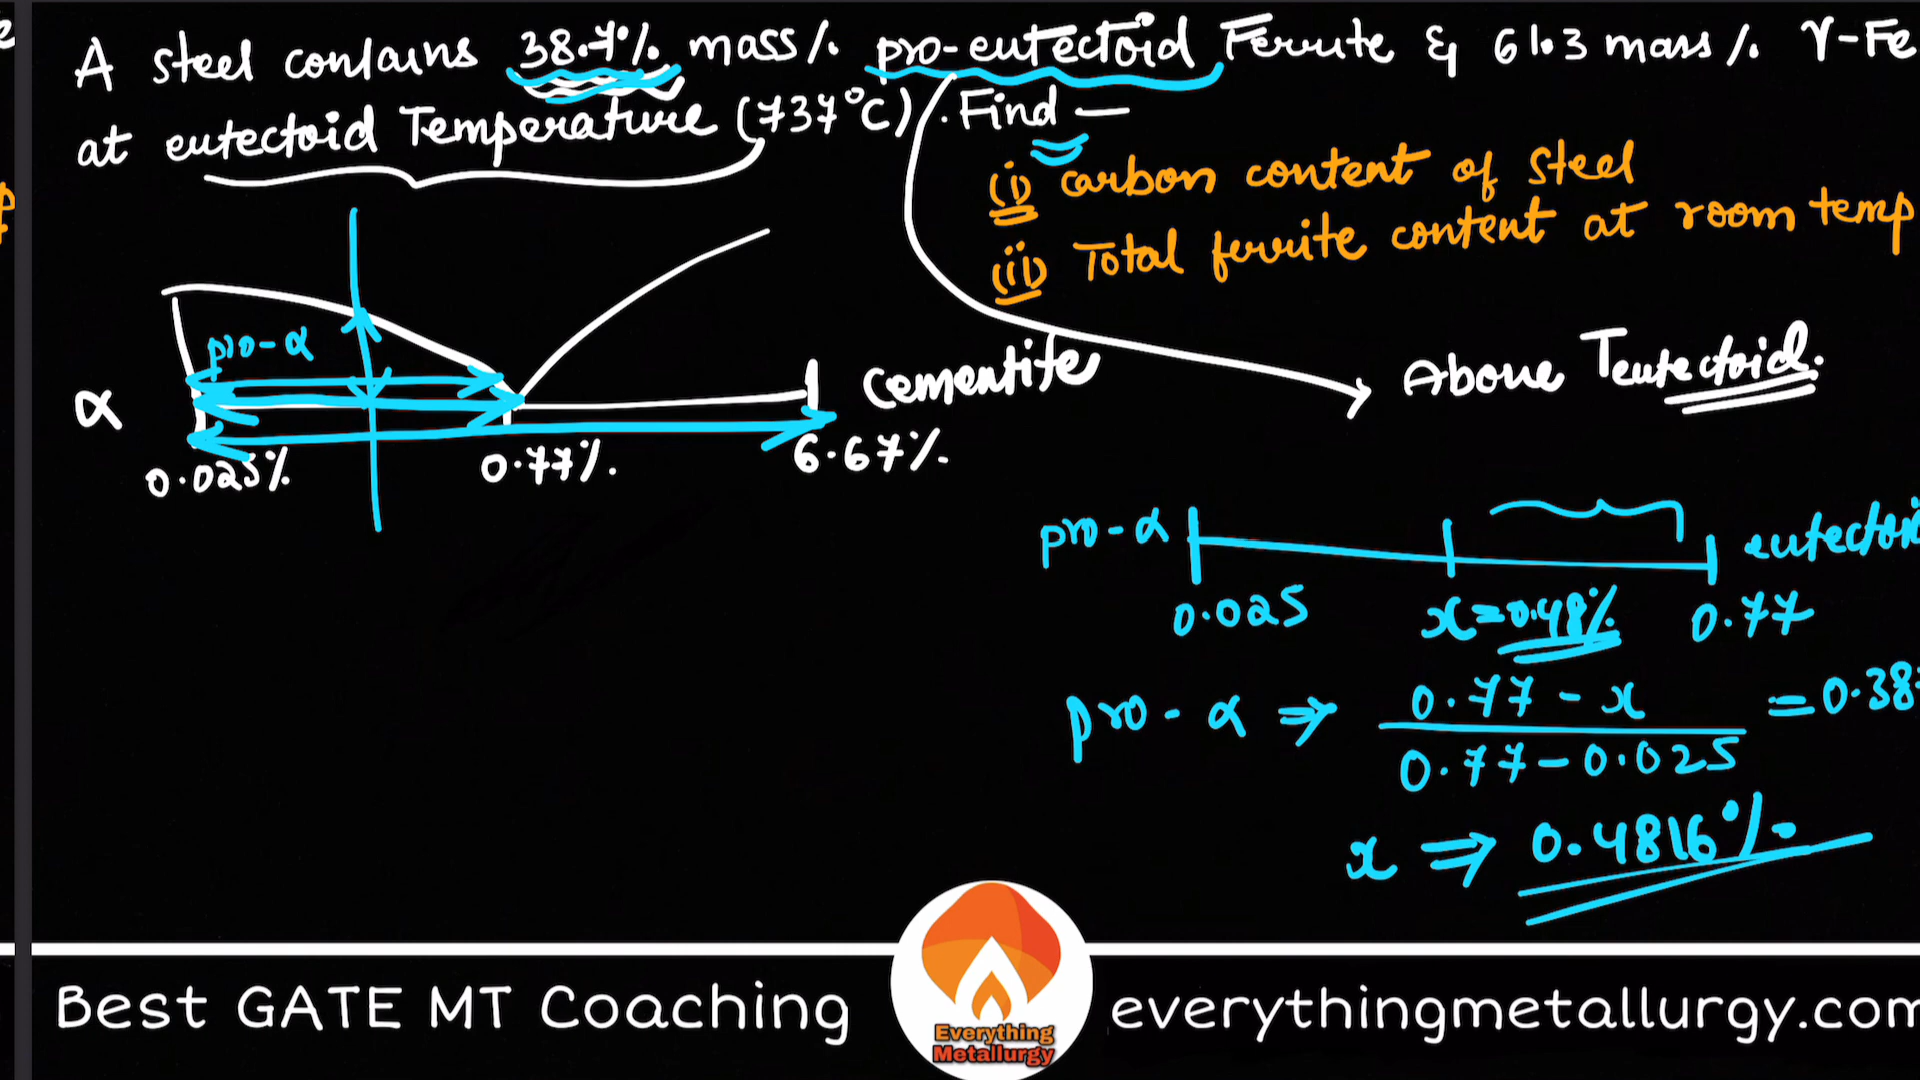 A steel contains 38.7% mass % pro-eutectoid Ferrite & 61.3 mass % γ-Fe
at eutectoid Temperature (737°C). Find —
(i) carbon content of steel
(ii) Total ferrite content at room temp
pro-α
Above Teutectoid.
α
cementite
0.025%
0.77%.
6.67%.
pro-α
eutectoi
0.025
x=0.48%
0.77
pro-α ⇒ 0.77 - x / 0.77-0.025 = 0.38
x ⇒ 0.4816%.
Best GATE MT Coaching
Everything
Metallurgy
everythingmetallurgy.com